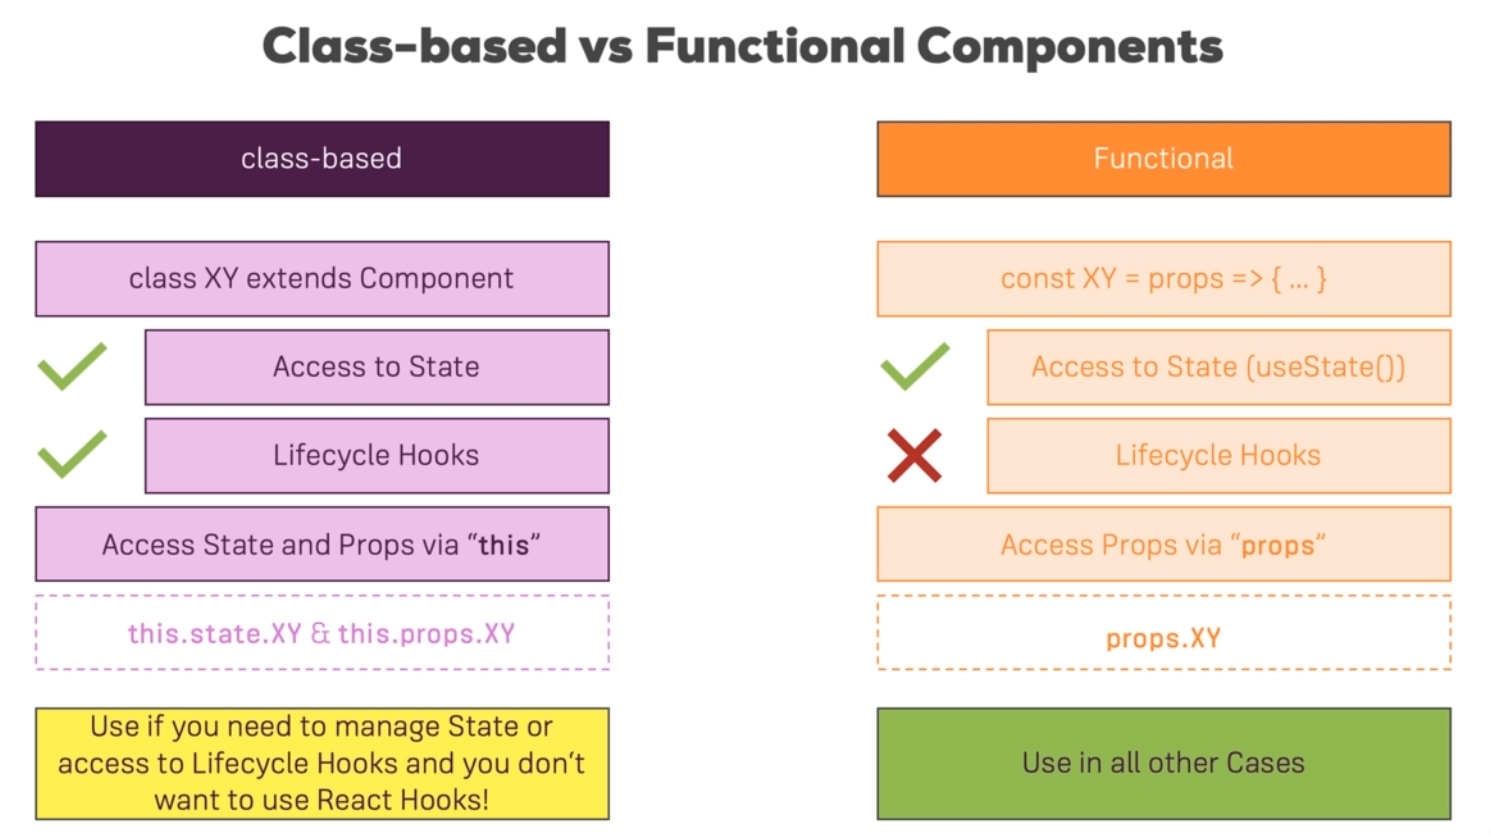 Class-based vs Functional Components
class-based
class XY extends Component
Access to State
Lifecycle Hooks
Access State and Props via “this”
this.state.XY & this.props.XY
Use if you need to manage State or
access to Lifecycle Hooks and you don’t
want to use React Hooks!
Functional
const XY = props => { … }
Access to State (useState())
Lifecycle Hooks
Access Props via “props”
props.XY
Use in all other Cases